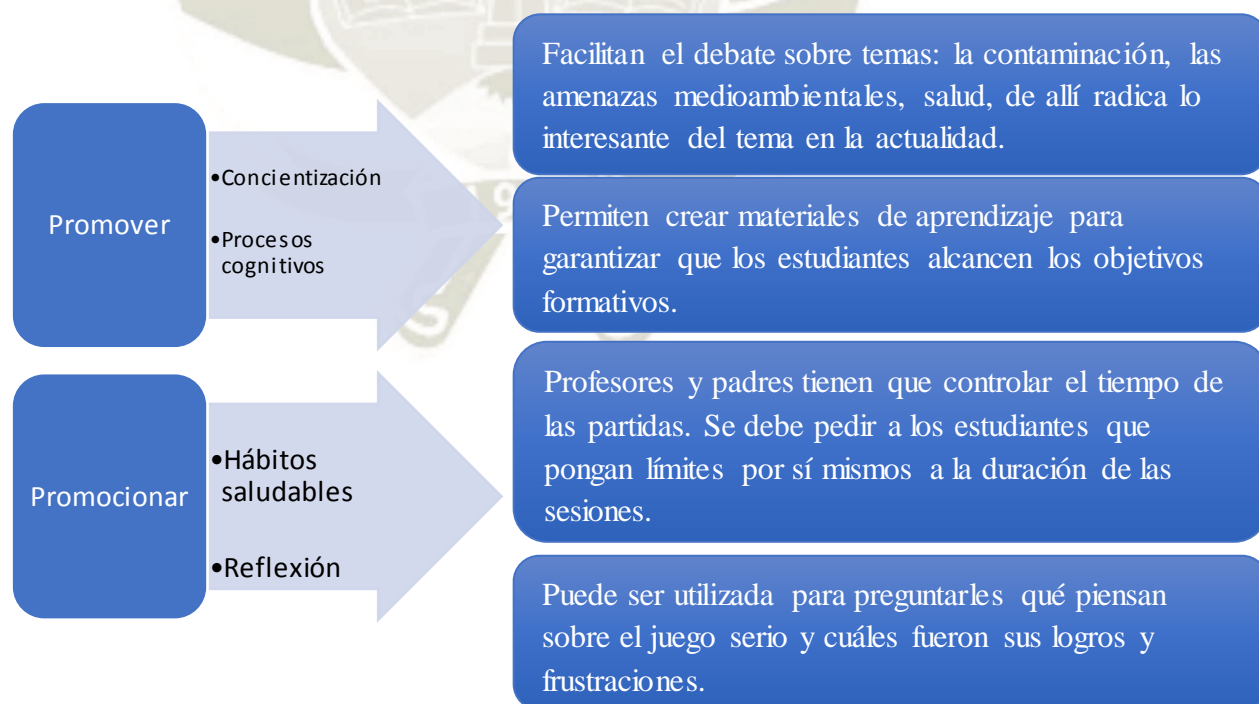 Promover
•Concientización
•Procesos
cognitivos
Facilitan el debate sobre temas: la contaminación, las
amenazas medioambientales, salud, de allí radica lo
interesante del tema en la actualidad.
Permiten crear materiales de aprendizaje para
garantizar que los estudiantes alcancen los objetivos
formativos.
Promocionar
•Hábitos
saludables
•Reflexión
Profesores y padres tienen que controlar el tiempo de
las partidas. Se debe pedir a los estudiantes que
pongan límites por sí mismos a la duración de las
sesiones.
Puede ser utilizada para preguntarles qué piensan
sobre el juego serio y cuáles fueron sus logros y
frustraciones.